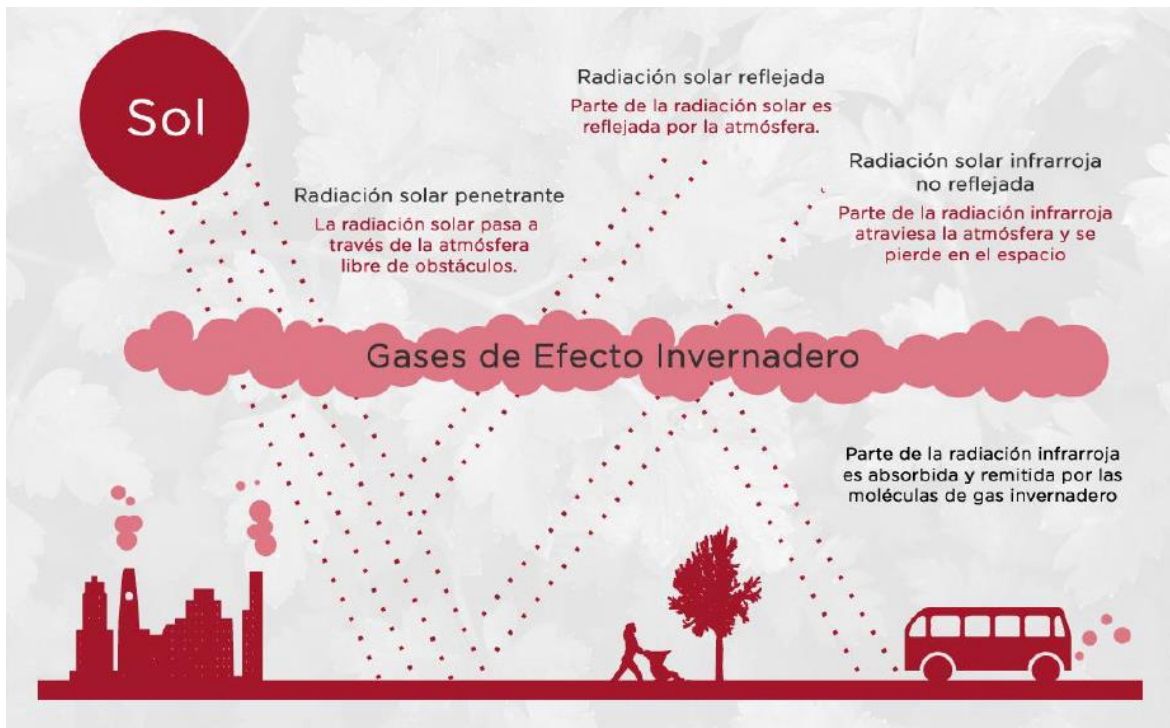 Sol
Radiación solar reflejada
Parte de la radiación solar es
reflejada por la atmósfera.
Radiación solar infrarroja
no reflejada
Parte de la radiación infrarroja
atraviesa la atmósfera y se
pierde en el espacio
Radiación solar penetrante
La radiación solar pasa a
través de la atmósfera
libre de obstáculos.
Gases de Efecto Invernadero
Parte de la radiación infrarroja
es absorbida y remitida por las
moléculas de gas invernadero